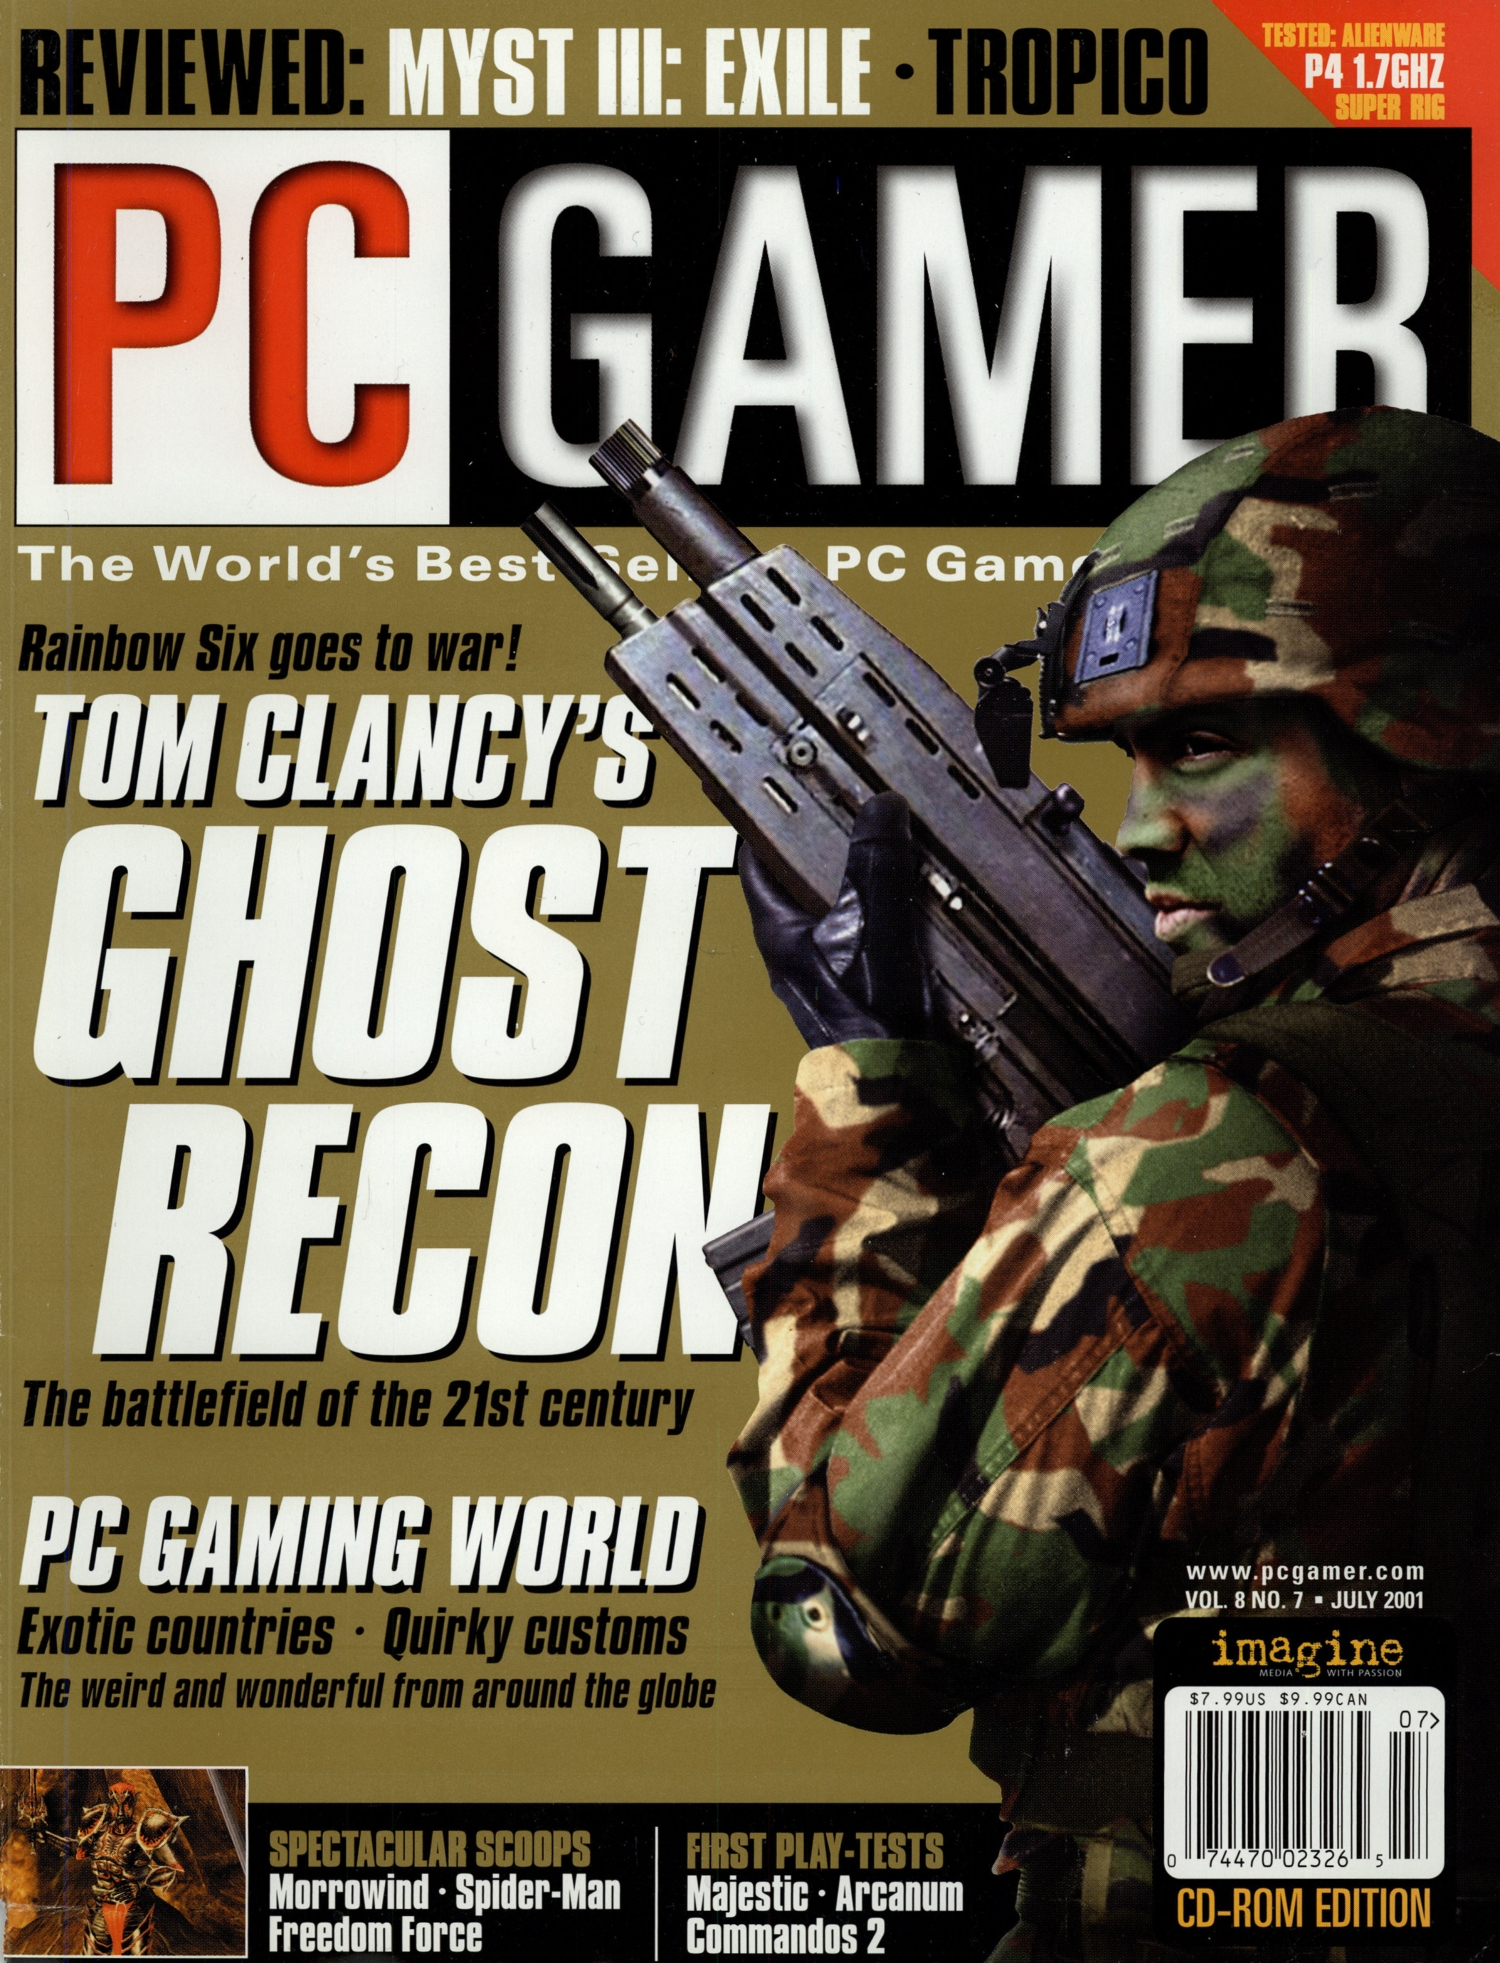 REVIEWED: MYST III: EXILE • TROPICO
TESTED: ALIENWARE
P4 1.7GHZ
SUPER RIG
PC GAMER
The World's Best PC
Rainbow Six goes to war!
TOM CLANCY'S
GHOST
RECON
The battlefield of the 21st century
PC GAMING WORLD
Exotic countries • Quirky customs
The weird and wonderful from around the globe
SPECTACULAR SCOOPS
Morrowind • Spider-Man
Freedom Force
FIRST PLAY-TESTS
Majestic • Arcanum
Commandos 2
www.pcgamer.com
VOL. 8 NO. 7 ▪ JULY 2001
imagine
MEDIA WITH PASSION
$7.99US $9.99CAN
07>
0 74470 02326 5
CD-ROM EDITION